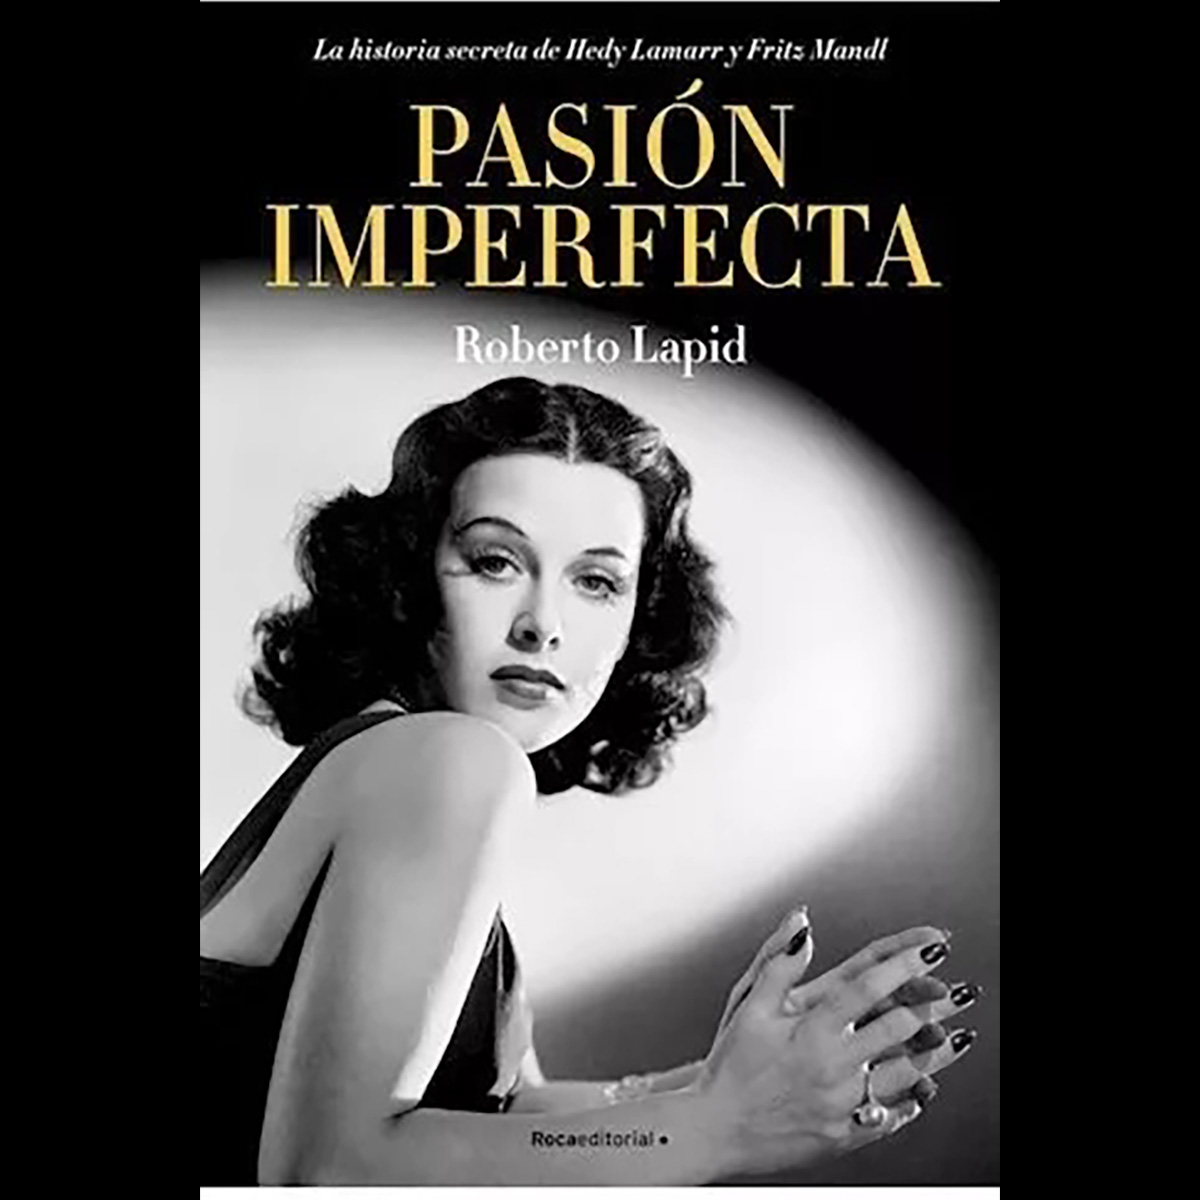 La historia secreta de Hedy Lamarr y Fritz Mandl
PASIÓN
IMPERFECTA
Roberto Lapid
Rocaeditorial